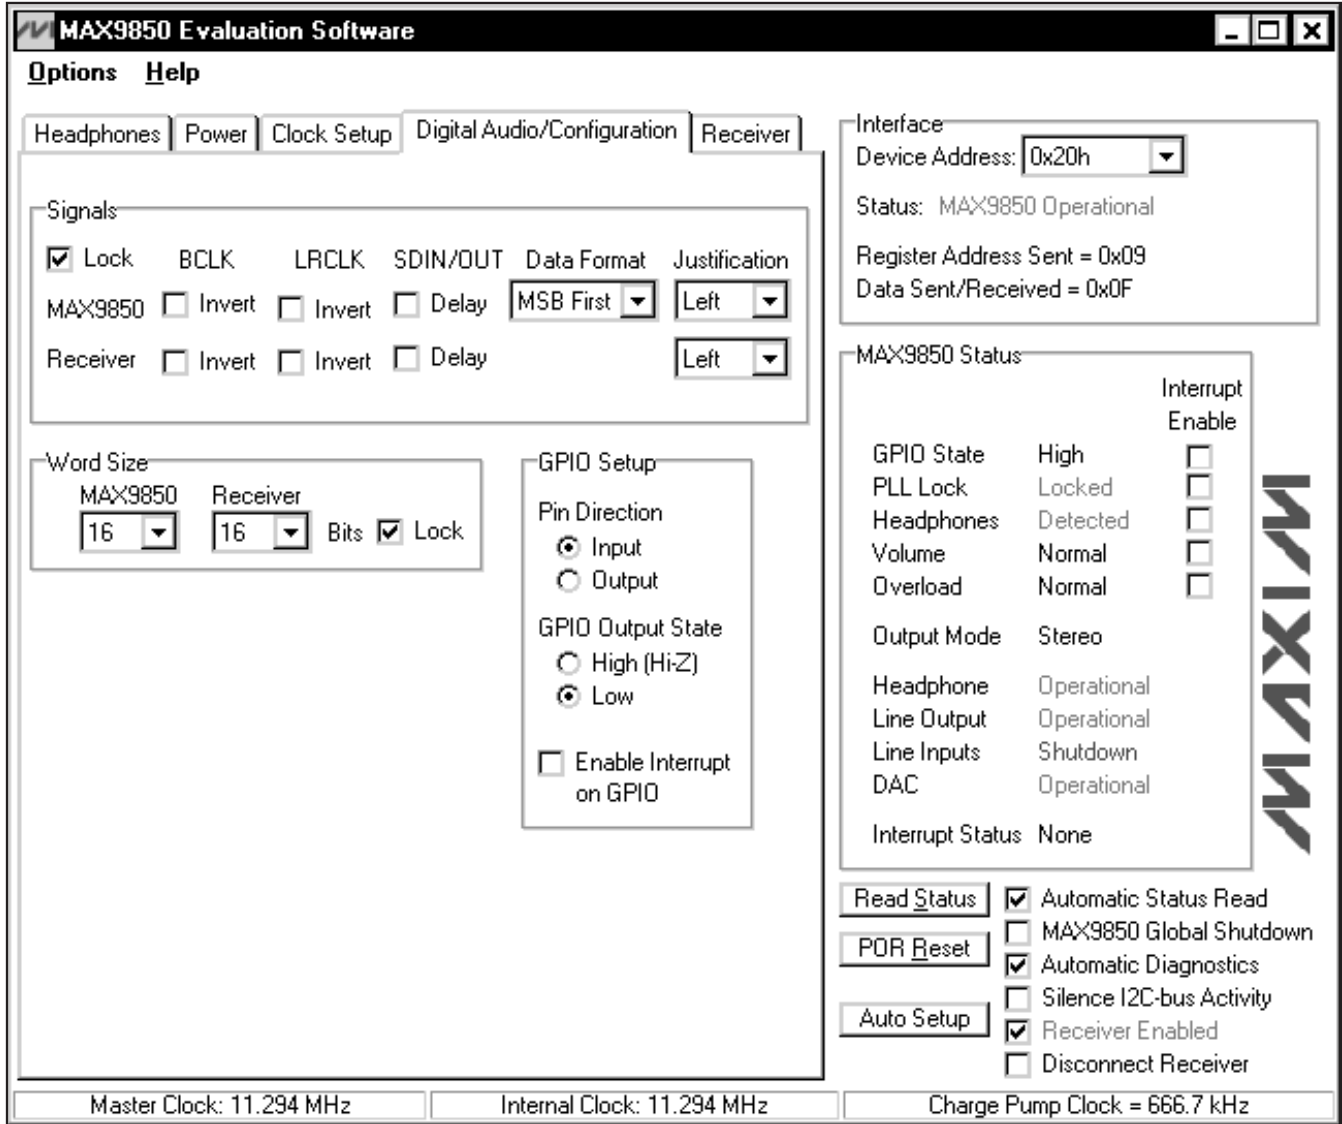 MAX9850 Evaluation Software
Options Help
Headphones Power Clock Setup Digital Audio/Configuration Receiver
Signals
Lock BCLK LRCLK SDIN/OUT Data Format Justification
MAX9850 Invert Invert Delay MSB First Left
Receiver Invert Invert Delay Left
Word Size
MAX9850 Receiver
16 16 Bits Lock
GPIO Setup
Pin Direction
Input
Output
GPIO Output State
High (Hi-Z)
Low
Enable Interrupt
on GPIO
Interface
Device Address: 0x20h
Status: MAX9850 Operational
Register Address Sent = 0x09
Data Sent/Received = 0x0F
MAX9850 Status
Interrupt
Enable
GPIO State High
PLL Lock Locked
Headphones Detected
Volume Normal
Overload Normal
Output Mode Stereo
Headphone Operational
Line Output Operational
Line Inputs Shutdown
DAC Operational
Interrupt Status None
MAXIM
Read Status Automatic Status Read
MAX9850 Global Shutdown
POR Reset
Automatic Diagnostics
Silence I2C-bus Activity
Auto Setup
Receiver Enabled
Disconnect Receiver
Master Clock: 11.294 MHz Internal Clock: 11.294 MHz Charge Pump Clock = 666.7 kHz